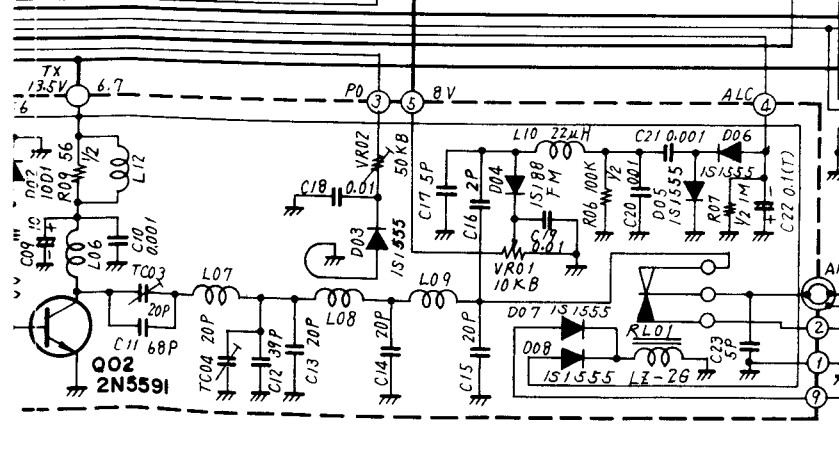 TX
13.5V
6.7
PO
3
5
8V
ALC
4
6
D02
10D1
R09 56
1/2
L12
C18
0.01
VR02
50KB
L10 22μH
C21 0.001
D06
1S1555
C17 5P
C16 2P
D04
1S188
FM
R06 100K
1/2
C20 .001
D05
1S1555
R07
1/2 1M
C22 0.1(T)
C19
0.01
VR01
10KB
D03
1S1555
C09 10
+
L06
C10
0.001
TC03
20P
C11 68P
L07
L08
L09
TC04 20P
C12 39P
C13 20P
C14 20P
C15 20P
Q02
2N5591
D07 1S1555
D08
1S1555
RL01
LZ-2G
C23
5P
2
1
9